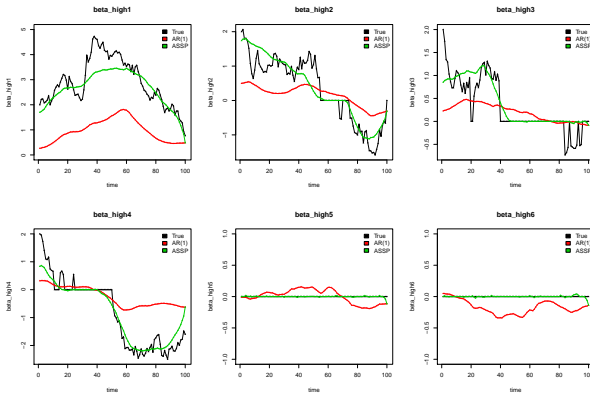 beta_high1
beta_high1
5
4
3
2
1
0
True
AR(1)
ASSP
0 20 40 60 80 100
time
beta_high2
beta_high2
2
1
0
−1
True
AR(1)
ASSP
0 20 40 60 80 100
time
beta_high3
beta_high3
2.0
1.5
1.0
0.5
0.0
−0.5
True
AR(1)
ASSP
0 20 40 60 80 100
time
beta_high4
beta_high4
2
1
0
−1
−2
True
AR(1)
ASSP
0 20 40 60 80 100
time
beta_high5
beta_high5
1.0
0.5
0.0
−0.5
−1.0
True
AR(1)
ASSP
0 20 40 60 80 100
time
beta_high6
beta_high6
1.0
0.5
0.0
−0.5
−1.0
True
AR(1)
ASSP
0 20 40 60 80 100
time